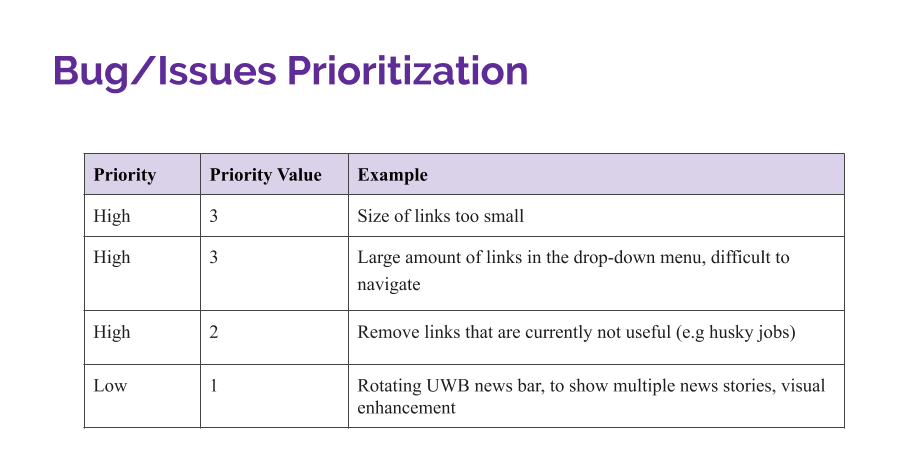 Bug/Issues Prioritization
Priority Priority Value Example
High 3 Size of links too small
High 3 Large amount of links in the drop-down menu, difficult to
navigate
High 2 Remove links that are currently not useful (e.g husky jobs)
Low 1 Rotating UWB news bar, to show multiple news stories, visual
enhancement